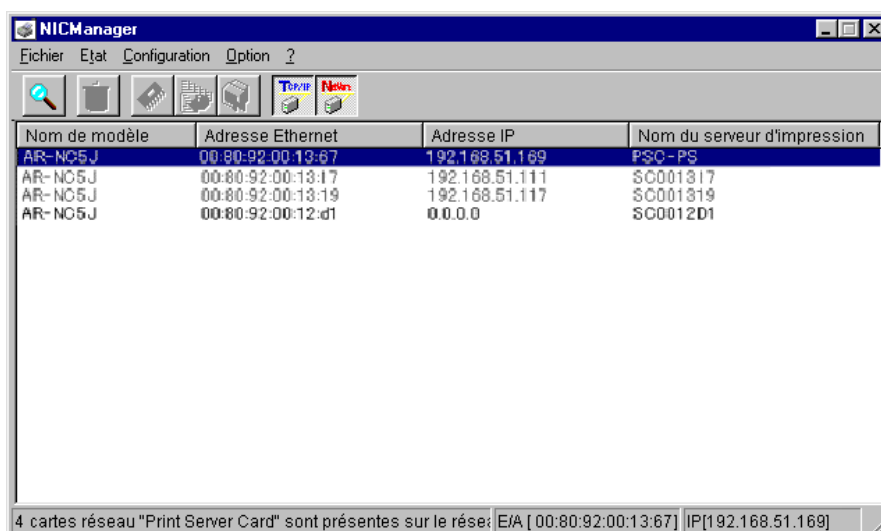 NICManager
Fichier Etat Configuration Option ?
TCP/IP
Nom de modèle Adresse Ethernet Adresse IP Nom du serveur d'impression
AR-NC5J 00:80:92:00:13:67 192.168.51.169 PSC-PS
AR-NC5J 00:80:92:00:13:17 192.168.51.111 SC001317
AR-NC5J 00:80:92:00:13:19 192.168.51.117 SC001319
AR-NC5J 00:80:92:00:12:d1 0.0.0.0 SC0012D1
4 cartes réseau "Print Server Card" sont présentes sur le résea E/A [ 00:80:92:00:13:67] IP[192.168.51.169]